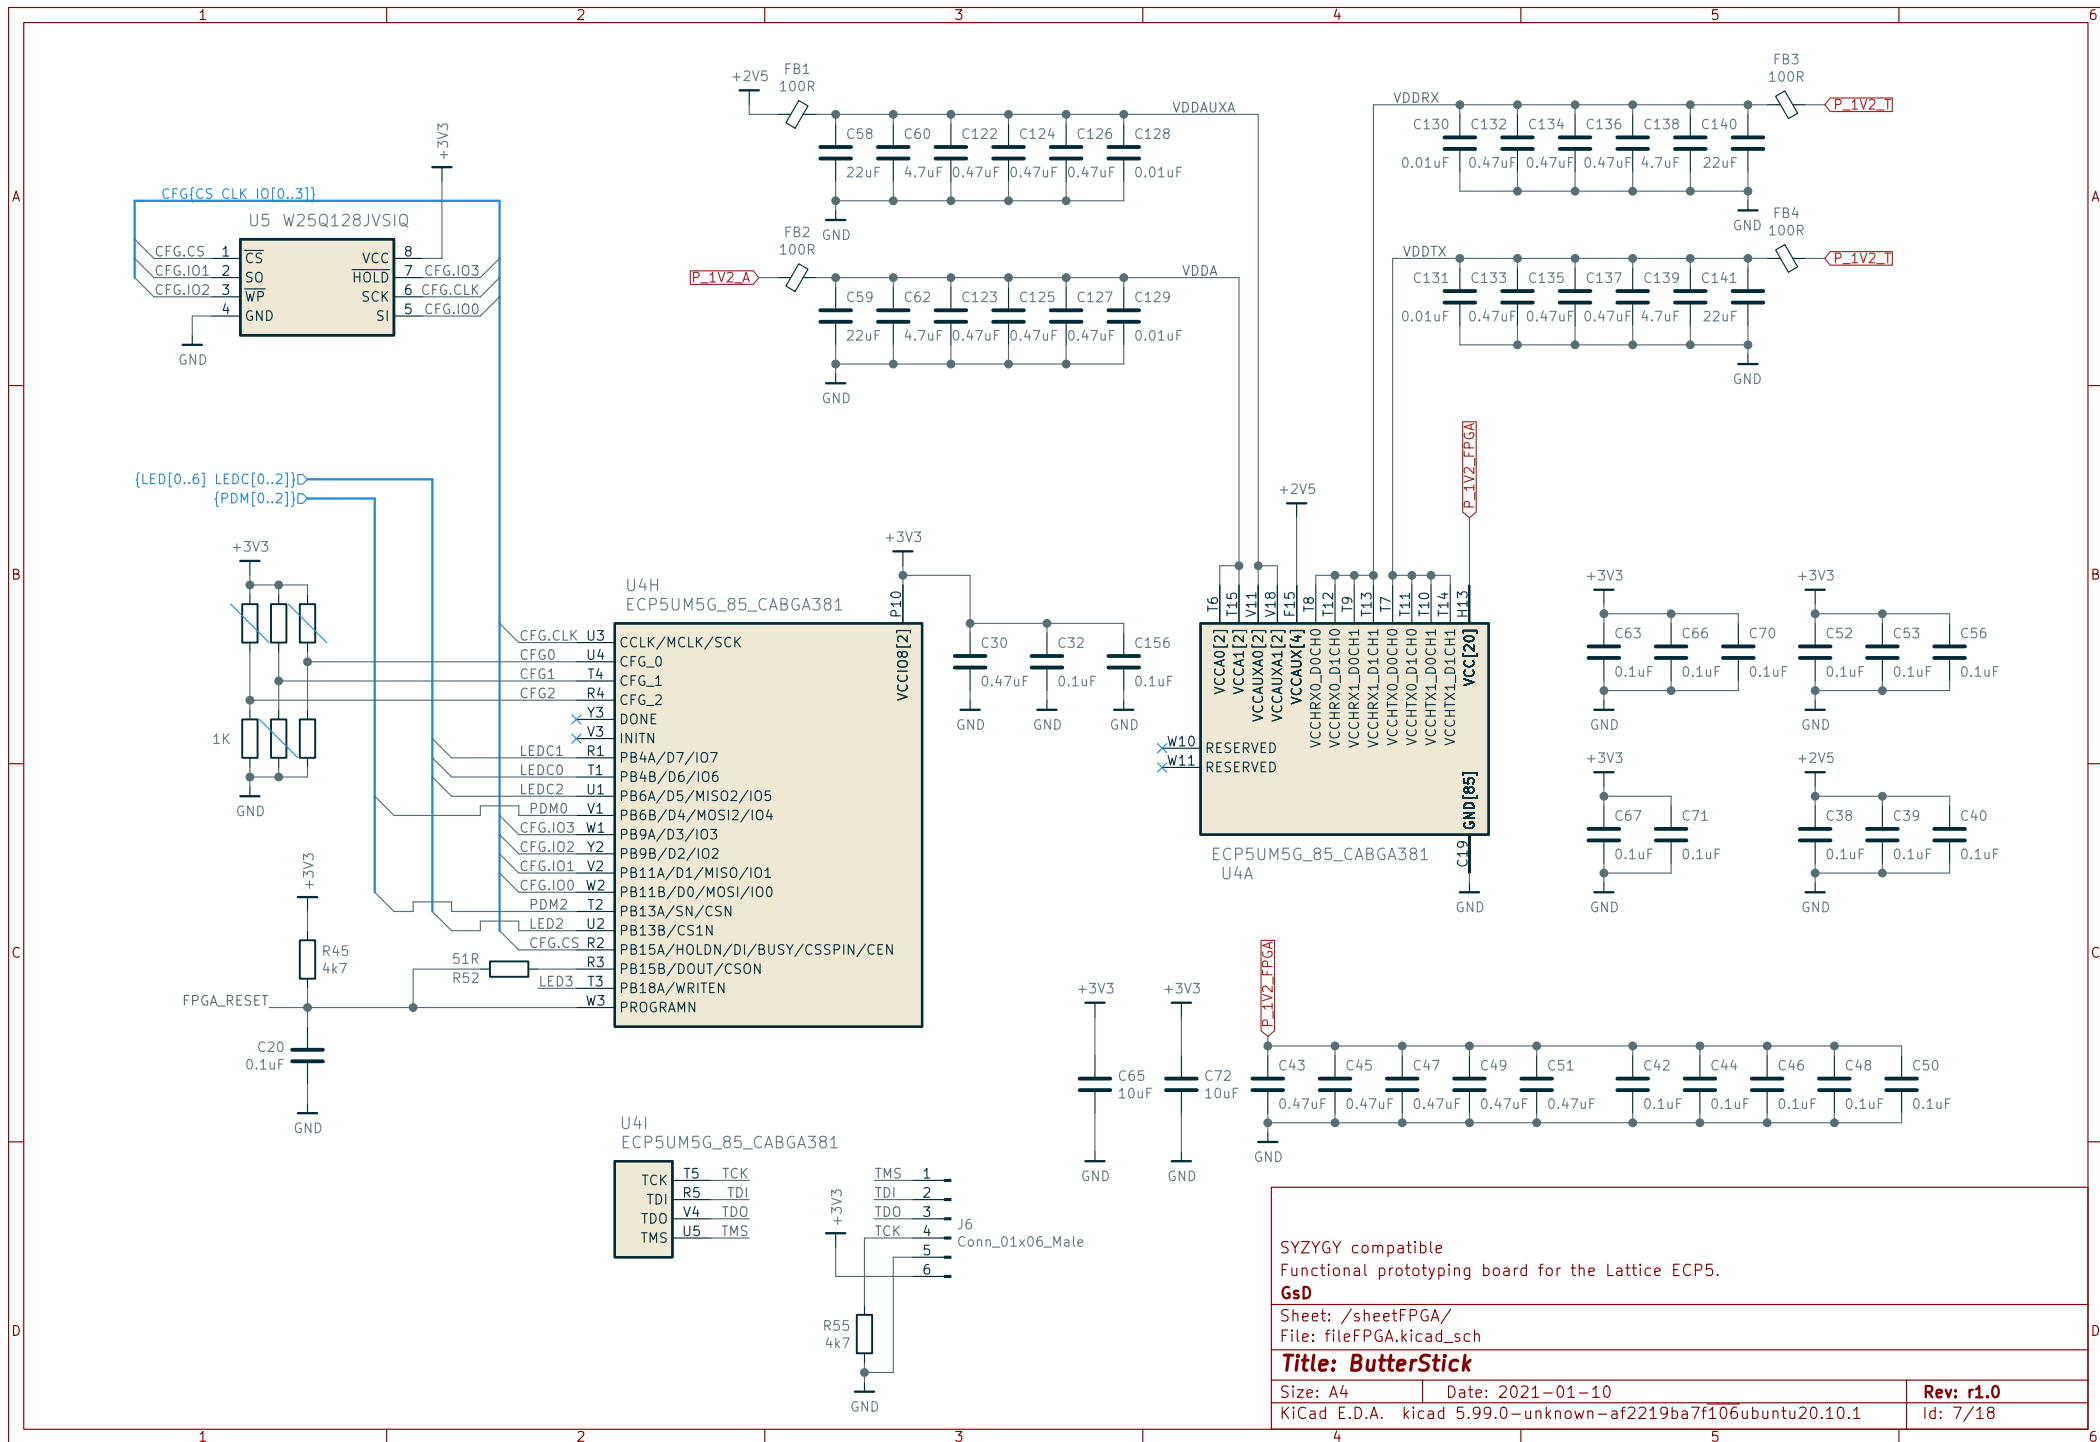 1 2 3 4 5 6
A
B
C
D
CFG{CS CLK IO[0..3]}
U5 W25Q128JVSIQ
+3V3
CFG.CS 1 CS VCC 8
CFG.IO1 2 SO HOLD 7 CFG.IO3
CFG.IO2 3 WP SCK 6 CFG.CLK
4 GND SI 5 CFG.IO0
GND
+2V5
FB1
100R
VDDAUXA
C58 C60 C122 C124 C126 C128
22uF 4.7uF 0.47uF 0.47uF 0.47uF 0.01uF
GND
P_1V2_A
FB2
100R
VDDA
C59 C62 C123 C125 C127 C129
22uF 4.7uF 0.47uF 0.47uF 0.47uF 0.01uF
GND
FB3
100R
VDDRX
P_1V2_T
C130 C132 C134 C136 C138 C140
0.01uF 0.47uF 0.47uF 0.47uF 4.7uF 22uF
GND
FB4
100R
VDDTX
P_1V2_T
C131 C133 C135 C137 C139 C141
0.01uF 0.47uF 0.47uF 0.47uF 4.7uF 22uF
GND
{LED[0..6] LEDC[0..2]}
{PDM[0..2]}
+3V3
1K
GND
U4H
ECP5UM5G_85_CABGA381
+3V3
P10
VCCIO8[2]
CFG.CLK U3 CCLK/MCLK/SCK
CFG0 U4 CFG_0
CFG1 T4 CFG_1
CFG2 R4 CFG_2
Y3 DONE
V3 INITN
LEDC1 R1 PB4A/D7/IO7
LEDC0 T1 PB4B/D6/IO6
LEDC2 U1 PB6A/D5/MISO2/IO5
PDM0 V1 PB6B/D4/MOSI2/IO4
CFG.IO3 W1 PB9A/D3/IO3
CFG.IO2 Y2 PB9B/D2/IO2
CFG.IO1 V2 PB11A/D1/MISO/IO1
CFG.IO0 W2 PB11B/D0/MOSI/IO0
PDM2 T2 PB13A/SN/CSN
LED2 U2 PB13B/CS1N
CFG.CS R2 PB15A/HOLDN/DI/BUSY/CSSPIN/CEN
51R
R52
R3 PB15B/DOUT/CSON
LED3 T3 PB18A/WRITEN
W3 PROGRAMN
+3V3
R45
4k7
FPGA_RESET
C20
0.1uF
GND
C30 C32 C156
0.47uF 0.1uF 0.1uF
GND GND GND
+2V5
P_1V2_FPGA
T6 T15 V11 V18 F15 T8 T12 T9 T13 T7 T11 T10 T14 H13
VCCA0[2]
VCCA1[2]
VCCAUXA0[2]
VCCAUXA1[2]
VCCAUX[4]
VCCHRX0_D0CH0
VCCHRX0_D1CH0
VCCHRX1_D0CH1
VCCHRX1_D1CH1
VCCHTX0_D0CH0
VCCHTX0_D1CH0
VCCHTX1_D0CH1
VCCHTX1_D1CH1
VCC[20]
W10 RESERVED
W11 RESERVED
GND[85]
C19
ECP5UM5G_85_CABGA381
U4A
GND
+3V3
C63 C66 C70
0.1uF 0.1uF 0.1uF
GND
+3V3
C52 C53 C56
0.1uF 0.1uF 0.1uF
GND
+3V3
C67 C71
0.1uF 0.1uF
GND
+2V5
C38 C39 C40
0.1uF 0.1uF 0.1uF
GND
+3V3
C65
10uF
GND
+3V3
C72
10uF
GND
P_1V2_FPGA
C43 C45 C47 C49 C51 C42 C44 C46 C48 C50
0.47uF 0.47uF 0.47uF 0.47uF 0.47uF 0.1uF 0.1uF 0.1uF 0.1uF 0.1uF
GND
U4I
ECP5UM5G_85_CABGA381
TCK T5 TCK
TDI R5 TDI
TDO V4 TDO
TMS U5 TMS
+3V3
TMS 1
TDI 2
TDO 3
TCK 4
5
6
J6
Conn_01x06_Male
R55
4k7
GND
SYZYGY compatible
Functional prototyping board for the Lattice ECP5.
GsD
Sheet: /sheetFPGA/
File: fileFPGA.kicad_sch
Title: ButterStick
Size: A4 Date: 2021-01-10 Rev: r1.0
KiCad E.D.A. kicad 5.99.0-unknown-af2219ba7f106ubuntu20.10.1 Id: 7/18
1 2 3 4 5 6
A
B
C
D